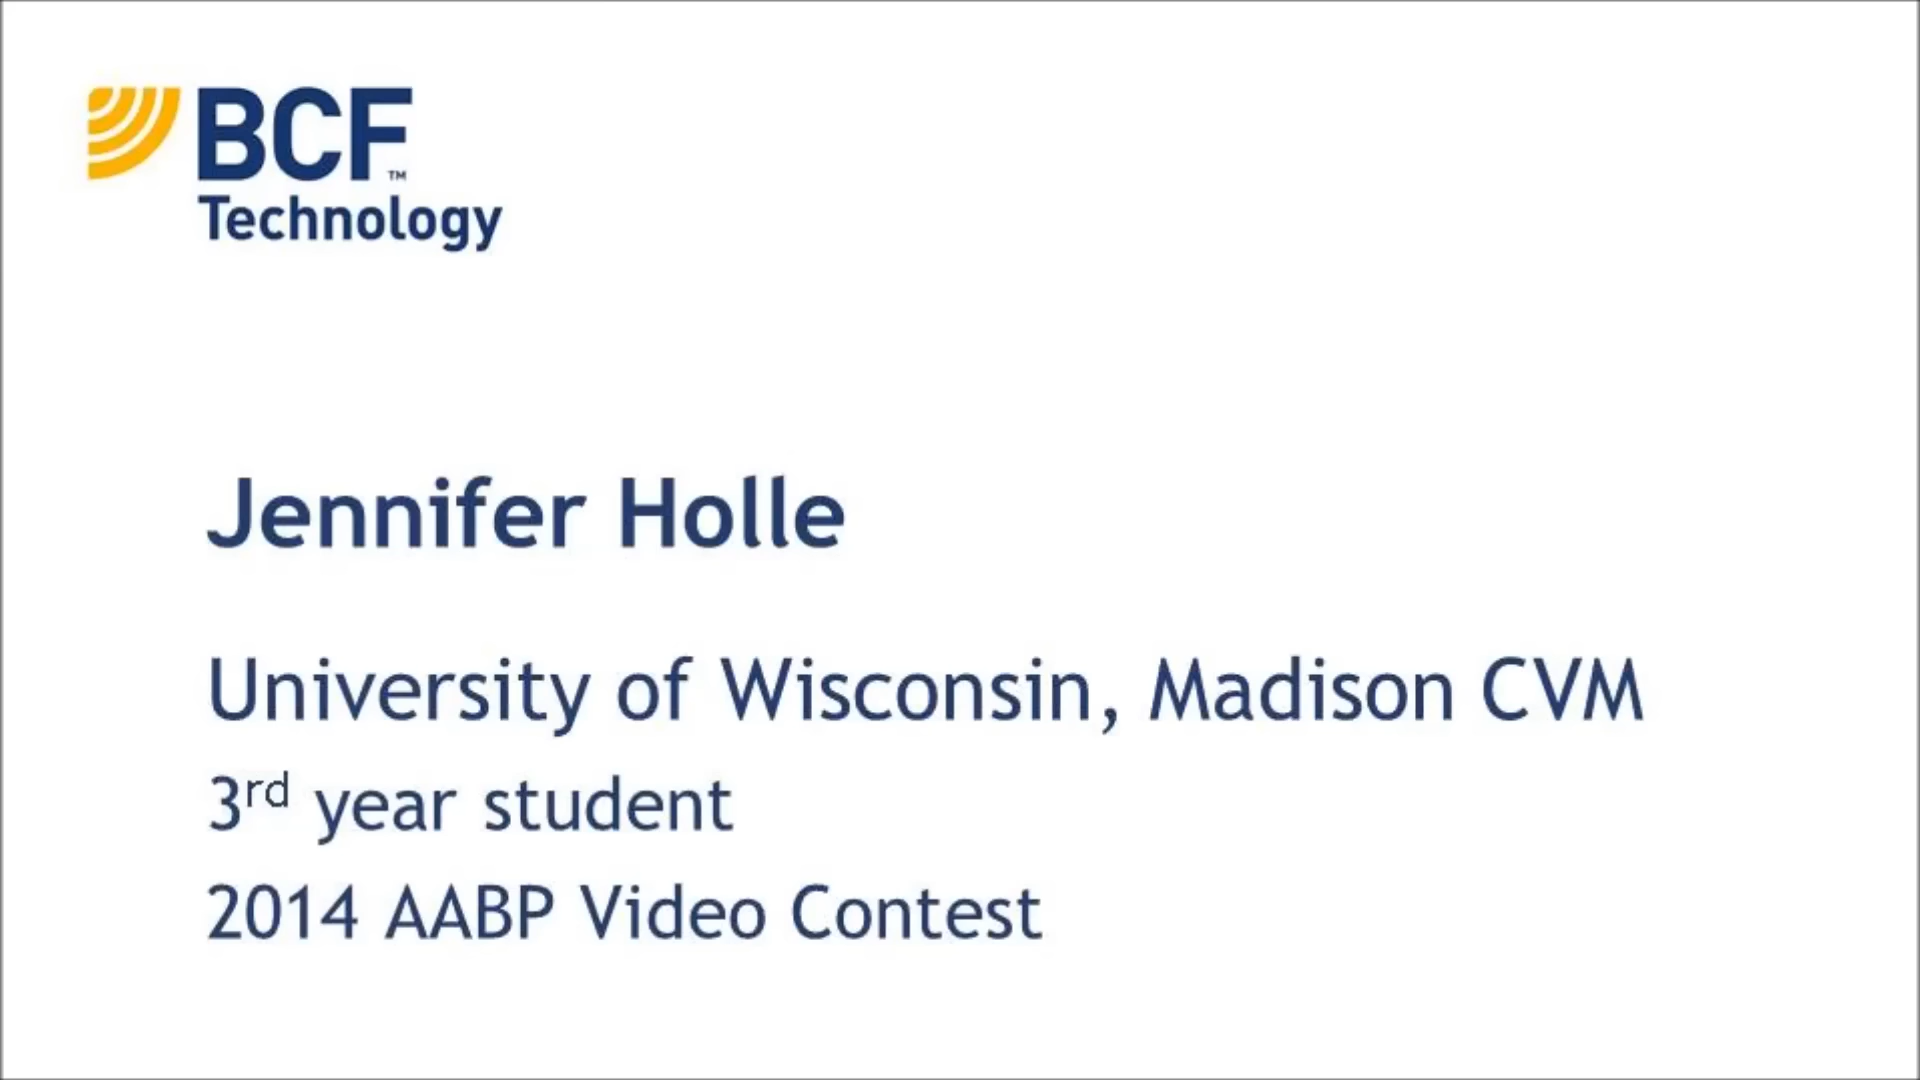 BCF™
Technology
Jennifer Holle
University of Wisconsin, Madison CVM
3rd year student
2014 AABP Video Contest